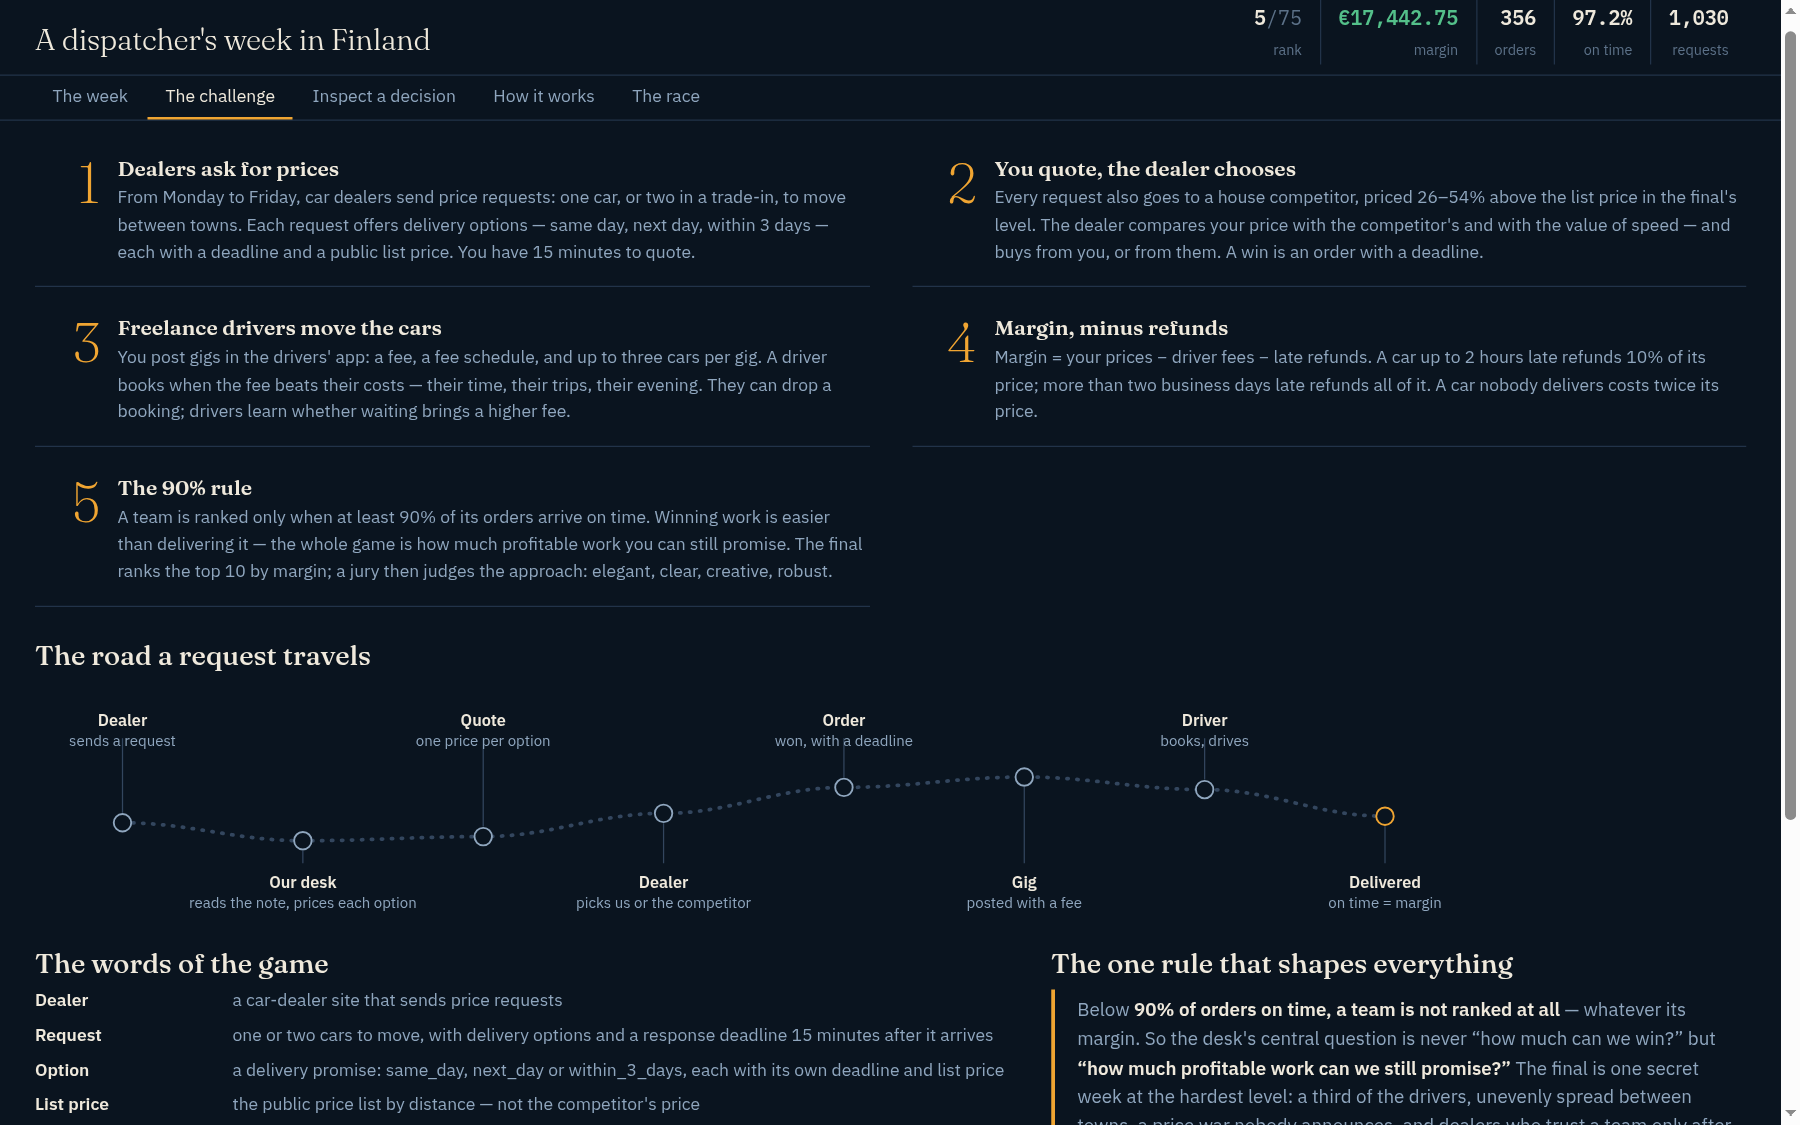 A dispatcher's week in Finland
5/75
rank
€17,442.75
margin
356
orders
97.2%
on time
1,030
requests
The week
The challenge
Inspect a decision
How it works
The race
1
Dealers ask for prices
From Monday to Friday, car dealers send price requests: one car, or two in a trade-in, to move
between towns. Each request offers delivery options — same day, next day, within 3 days —
each with a deadline and a public list price. You have 15 minutes to quote.
2
You quote, the dealer chooses
Every request also goes to a house competitor, priced 26–54% above the list price in the final's
level. The dealer compares your price with the competitor's and with the value of speed — and
buys from you, or from them. A win is an order with a deadline.
3
Freelance drivers move the cars
You post gigs in the drivers' app: a fee, a fee schedule, and up to three cars per gig. A driver
books when the fee beats their costs — their time, their trips, their evening. They can drop a
booking; drivers learn whether waiting brings a higher fee.
4
Margin, minus refunds
Margin = your prices – driver fees – late refunds. A car up to 2 hours late refunds 10% of its
price; more than two business days late refunds all of it. A car nobody delivers costs twice its
price.
5
The 90% rule
A team is ranked only when at least 90% of its orders arrive on time. Winning work is easier
than delivering it — the whole game is how much profitable work you can still promise. The final
ranks the top 10 by margin; a jury then judges the approach: elegant, clear, creative, robust.
The road a request travels
Dealer
sends a request
Our desk
reads the note, prices each option
Quote
one price per option
Dealer
picks us or the competitor
Order
won, with a deadline
Gig
posted with a fee
Driver
books, drives
Delivered
on time = margin
The words of the game
Dealer
a car-dealer site that sends price requests
Request
one or two cars to move, with delivery options and a response deadline 15 minutes after it arrives
Option
a delivery promise: same_day, next_day or within_3_days, each with its own deadline and list price
List price
the public price list by distance — not the competitor's price
The one rule that shapes everything
Below 90% of orders on time, a team is not ranked at all — whatever its
margin. So the desk's central question is never “how much can we win?” but
“how much profitable work can we still promise?” The final is one secret
week at the hardest level: a third of the drivers, unevenly spread between
towns, a price war nobody announces, and dealers who trust a team only after